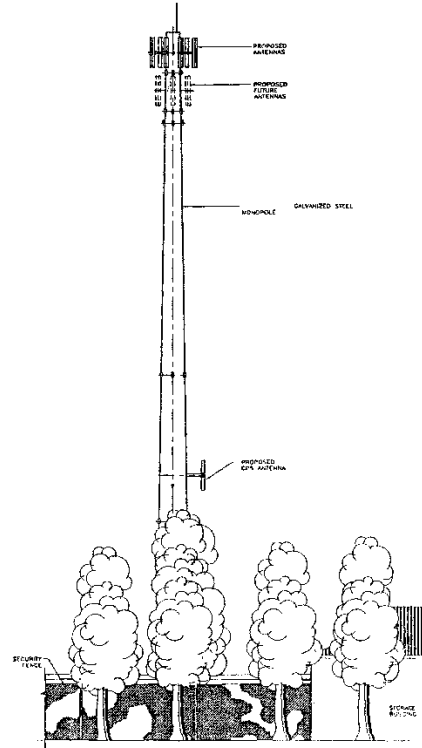 PROPOSED
ANTENNAS
PROPOSED
FUTURE
ANTENNAS
GALVANIZED STEEL
MONOPOLE
PROPOSED
GPS ANTENNA
SECURITY
FENCE
STORAGE
BUILDING